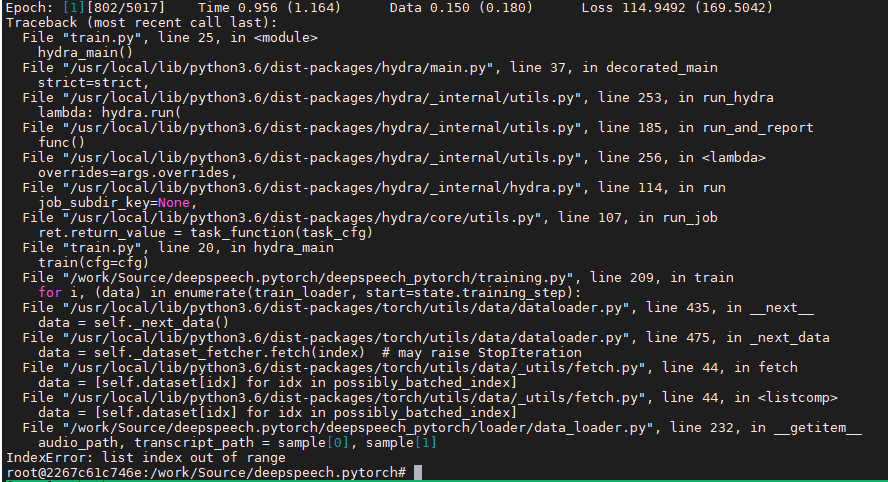 Epoch: [1][802/5017]    Time 0.956 (1.164)      Data 0.150 (0.180)      Loss 114.9492 (169.5042)
Traceback (most recent call last):
  File "train.py", line 25, in <module>
    hydra_main()
  File "/usr/local/lib/python3.6/dist-packages/hydra/main.py", line 37, in decorated_main
    strict=strict,
  File "/usr/local/lib/python3.6/dist-packages/hydra/_internal/utils.py", line 253, in run_hydra
    lambda: hydra.run(
  File "/usr/local/lib/python3.6/dist-packages/hydra/_internal/utils.py", line 185, in run_and_report
    func()
  File "/usr/local/lib/python3.6/dist-packages/hydra/_internal/utils.py", line 256, in <lambda>
    overrides=args.overrides,
  File "/usr/local/lib/python3.6/dist-packages/hydra/_internal/hydra.py", line 114, in run
    job_subdir_key=None,
  File "/usr/local/lib/python3.6/dist-packages/hydra/core/utils.py", line 107, in run_job
    ret.return_value = task_function(task_cfg)
  File "train.py", line 20, in hydra_main
    train(cfg=cfg)
  File "/work/Source/deepspeech.pytorch/deepspeech_pytorch/training.py", line 209, in train
    for i, (data) in enumerate(train_loader, start=state.training_step):
  File "/usr/local/lib/python3.6/dist-packages/torch/utils/data/dataloader.py", line 435, in __next__
    data = self._next_data()
  File "/usr/local/lib/python3.6/dist-packages/torch/utils/data/dataloader.py", line 475, in _next_data
    data = self._dataset_fetcher.fetch(index)  # may raise StopIteration
  File "/usr/local/lib/python3.6/dist-packages/torch/utils/data/_utils/fetch.py", line 44, in fetch
    data = [self.dataset[idx] for idx in possibly_batched_index]
  File "/usr/local/lib/python3.6/dist-packages/torch/utils/data/_utils/fetch.py", line 44, in <listcomp>
    data = [self.dataset[idx] for idx in possibly_batched_index]
  File "/work/Source/deepspeech.pytorch/deepspeech_pytorch/loader/data_loader.py", line 232, in __getitem__
    audio_path, transcript_path = sample[0], sample[1]
IndexError: list index out of range
root@2267c61c746e:/work/Source/deepspeech.pytorch#